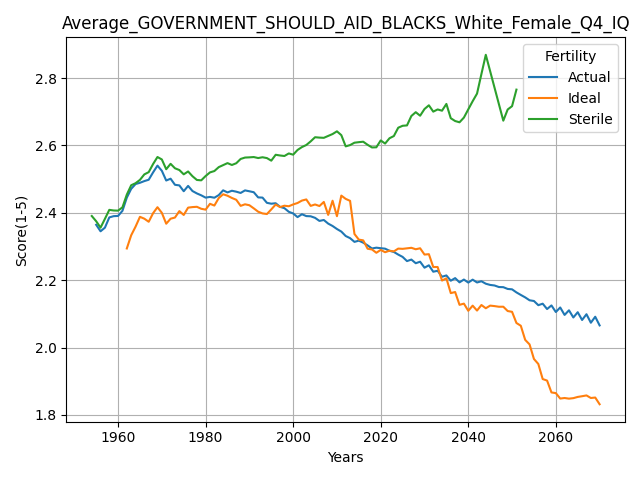 Average_GOVERNMENT_SHOULD_AID_BLACKS_White_Female_Q4_IQ
Fertility
Actual
Ideal
Sterile
Score(1-5)
2.8
2.6
2.4
2.2
2.0
1.8
1960 1980 2000 2020 2040 2060
Years